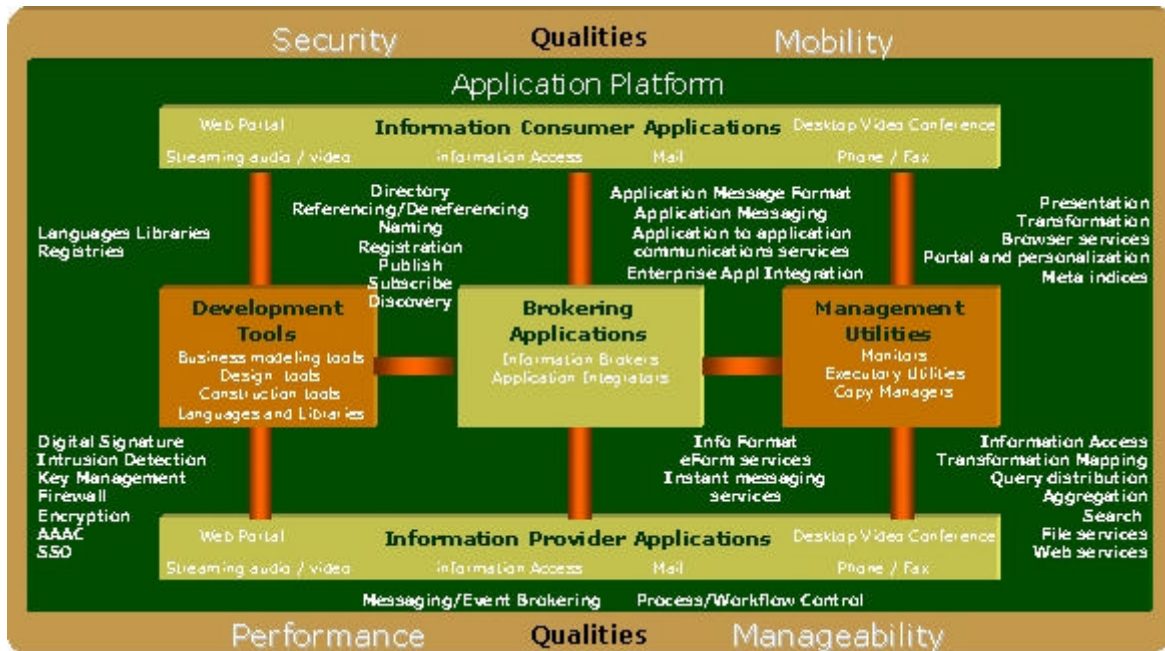 Security Qualities Mobility
Application Platform
Web Portal Information Consumer Applications Desktop Video Conference
Streaming audio / video information Access Mail Phone / Fax
Languages Libraries
Registries
Directory
Referencing/Dereferencing
Naming
Registration
Publish
Subscribe
Discovery
Application Message Format
Application Messaging
Application to application
communications services
Enterprise Appl Integration
Presentation
Transformation
Browser services
Portal and personalization
Meta indices
Development
Tools
Business modeling tools
Design tools
Construction tools
Languages and Libraries
Brokering
Applications
Information Brokers
Application Integrators
Management
Utilities
Monitors
Executory Utilities
Copy Managers
Digital Signature
Intrusion Detection
Key Management
Firewall
Encryption
AAAC
SSO
Info Format
eForm services
Instant messaging
services
Information Access
Transformation Mapping
Query distribution
Aggregation
Search
File services
Web services
Web Portal Information Provider Applications Desktop Video Conference
Streaming audio / video information Access Mail Phone / Fax
Messaging/Event Brokering Process/Workflow Control
Performance Qualities Manageability